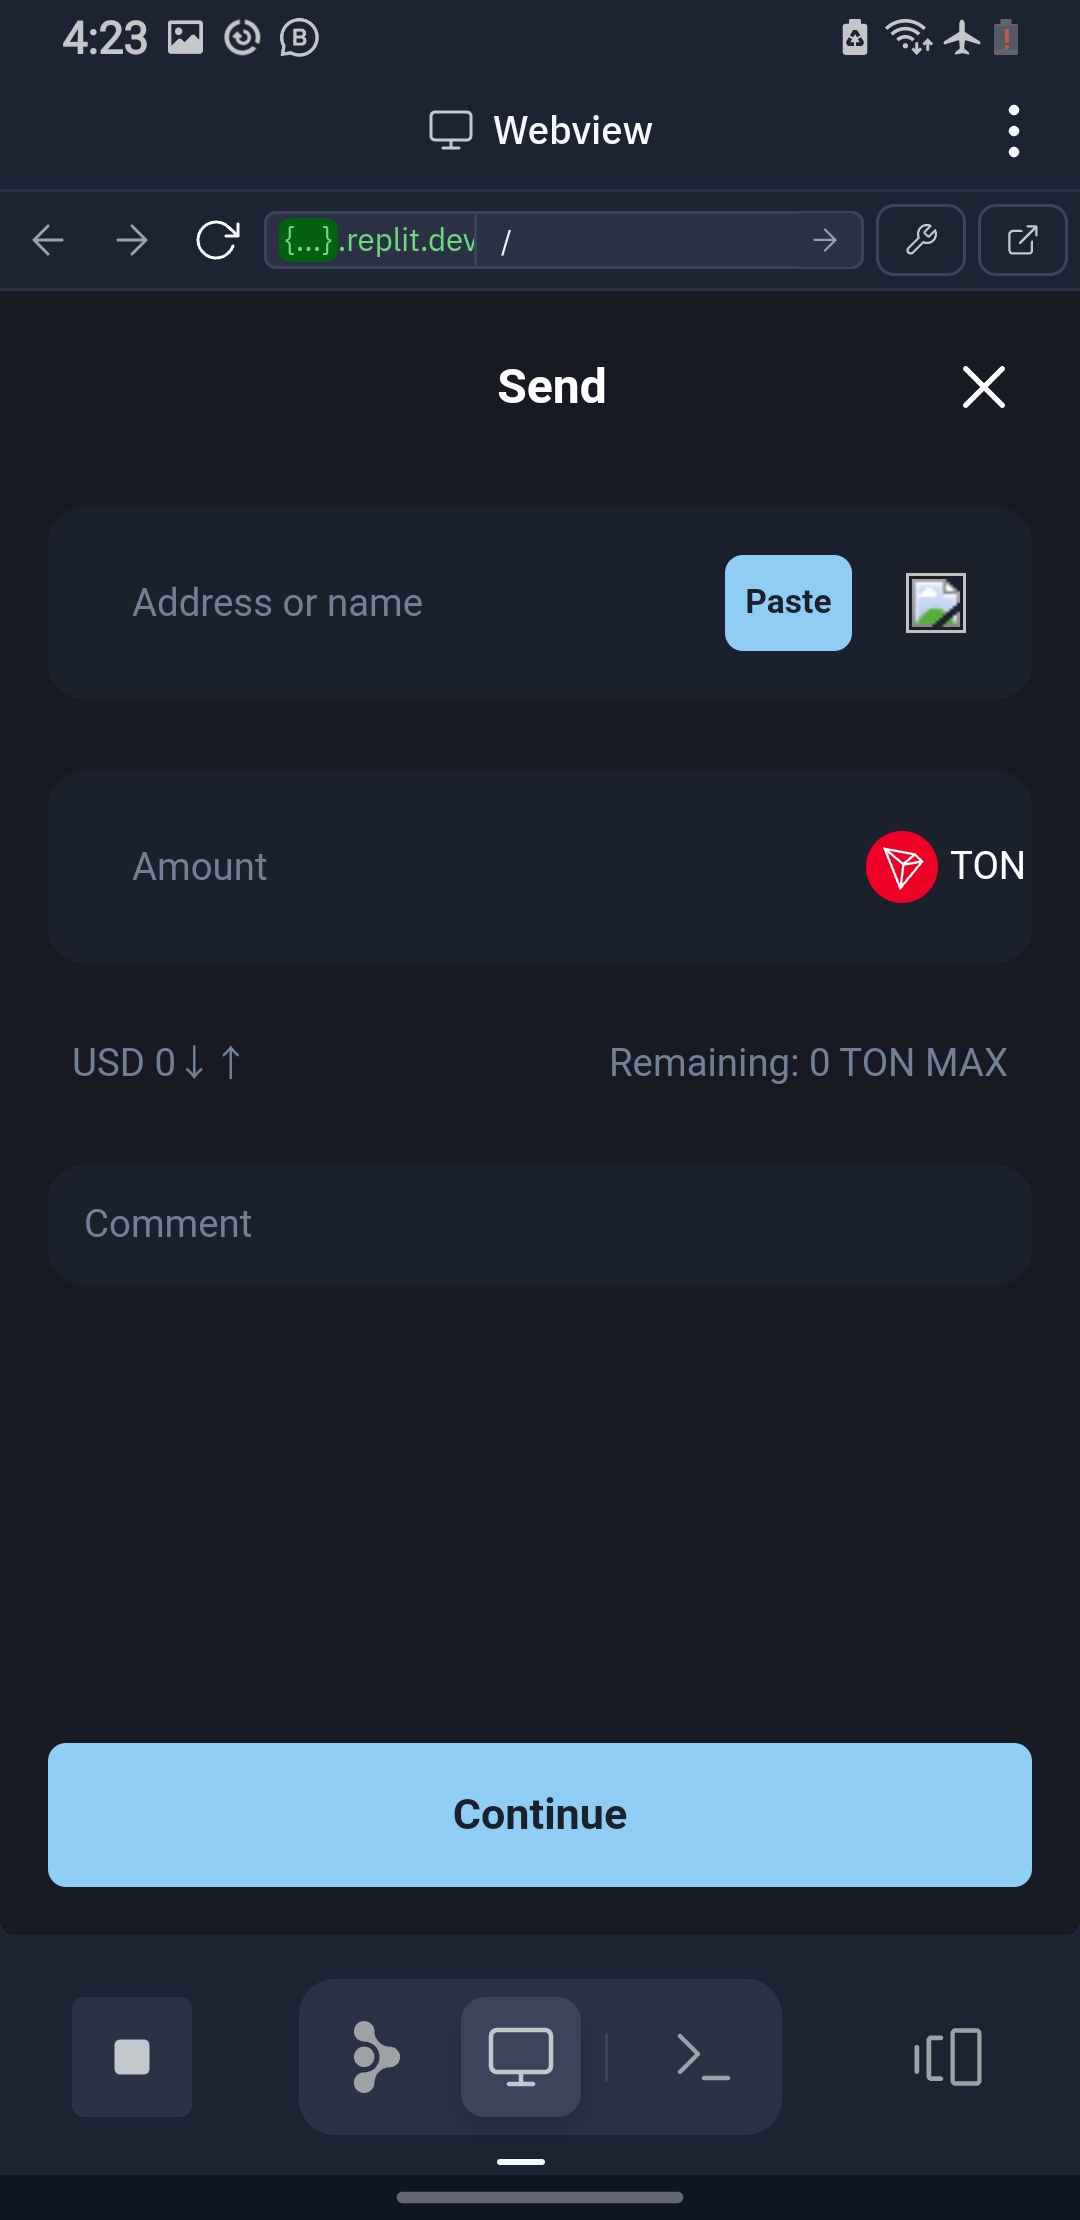 4:23
Webview
{...}.replit.dev /
Send
Address or name Paste
Amount TON
USD 0↓ ↑ Remaining: 0 TON MAX
Comment
Continue